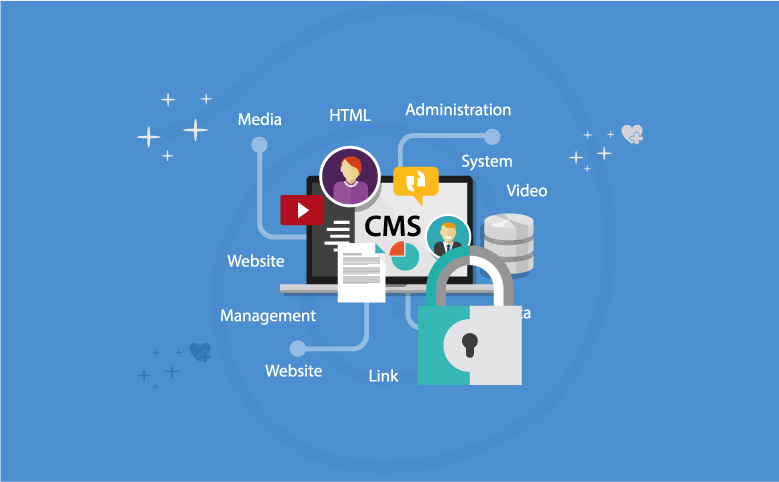 Media
HTML
Administration
System
Video
CMS
Website
Management
Website
Link